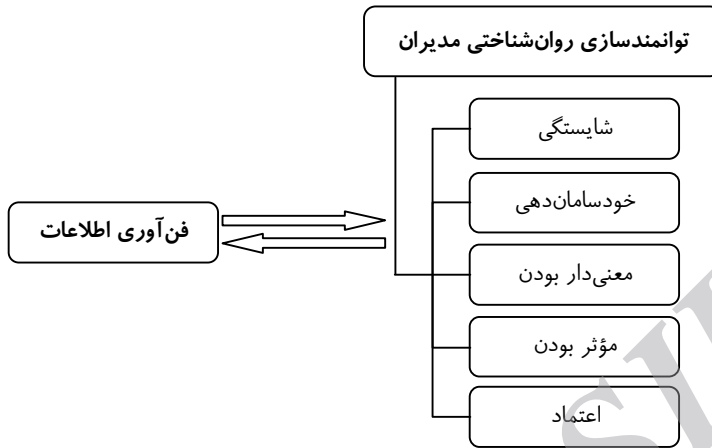 توانمندسازی روان‌شناختی مدیران
شایستگی
خودسامان‌دهی
فن‌آوری اطلاعات
معنی‌دار بودن
مؤثر بودن
اعتماد